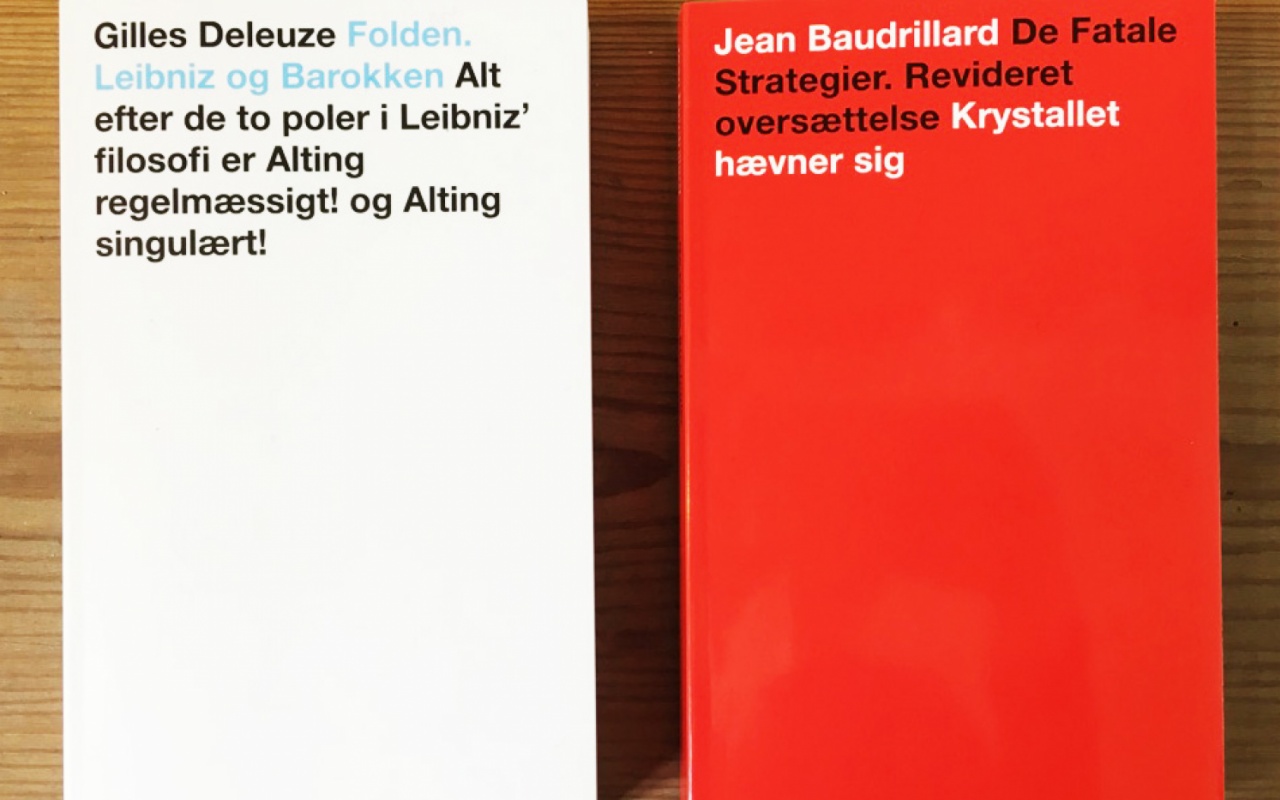 Gilles Deleuze Folden.
Leibniz og Barokken Alt
efter de to poler i Leibniz’
filosofi er Alting
regelmæssigt! og Alting
singulært!
Jean Baudrillard De Fatale
Strategier. Revideret
oversættelse Krystallet
hævner sig